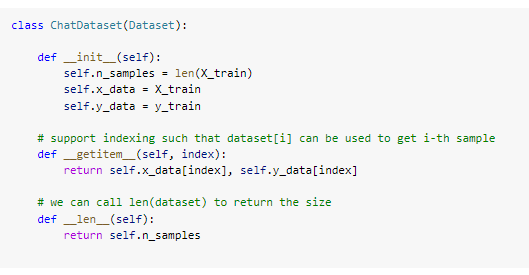 class ChatDataset(Dataset):
def __init__(self):
self.n_samples = len(X_train)
self.x_data = X_train
self.y_data = y_train
# support indexing such that dataset[i] can be used to get i-th sample
def __getitem__(self, index):
return self.x_data[index], self.y_data[index]
# we can call len(dataset) to return the size
def __len__(self):
return self.n_samples